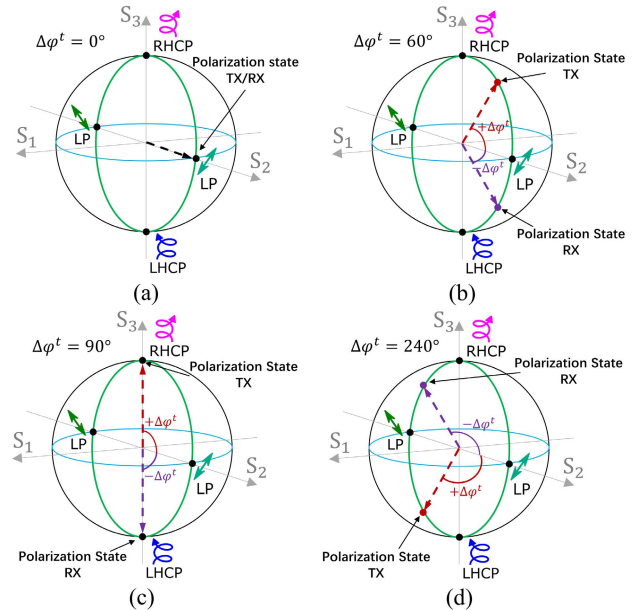 S₃
Δφᵗ = 0°
RHCP
Polarization state
TX/RX
S₁
LP
S₂
LP
LHCP
(a)
S₃
Δφᵗ = 60°
RHCP
Polarization State
TX
+Δφᵗ
S₁
LP
−Δφᵗ
S₂
LP
Polarization State
RX
LHCP
(b)
S₃
Δφᵗ = 90°
RHCP
Polarization State
TX
+Δφᵗ
S₁
LP
−Δφᵗ
S₂
LP
Polarization State
RX
LHCP
(c)
S₃
Δφᵗ = 240°
RHCP
Polarization State
RX
−Δφᵗ
S₁
LP
S₂
+Δφᵗ
LP
Polarization State
TX
LHCP
(d)